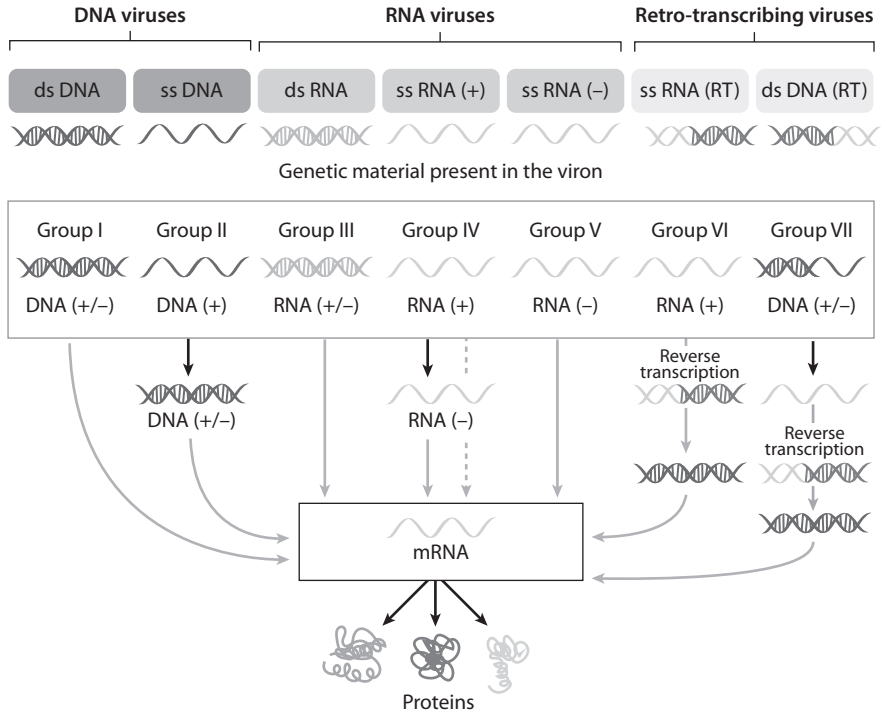 DNA viruses
RNA viruses
Retro-transcribing viruses
ds DNA
ss DNA
ds RNA
ss RNA (+)
ss RNA (–)
ss RNA (RT)
ds DNA (RT)
Genetic material present in the viron
Group I
Group II
Group III
Group IV
Group V
Group VI
Group VII
DNA (+/–)
DNA (+)
RNA (+/–)
RNA (+)
RNA (–)
RNA (+)
DNA (+/–)
Reverse
transcription
DNA (+/–)
RNA (–)
Reverse
transcription
mRNA
Proteins